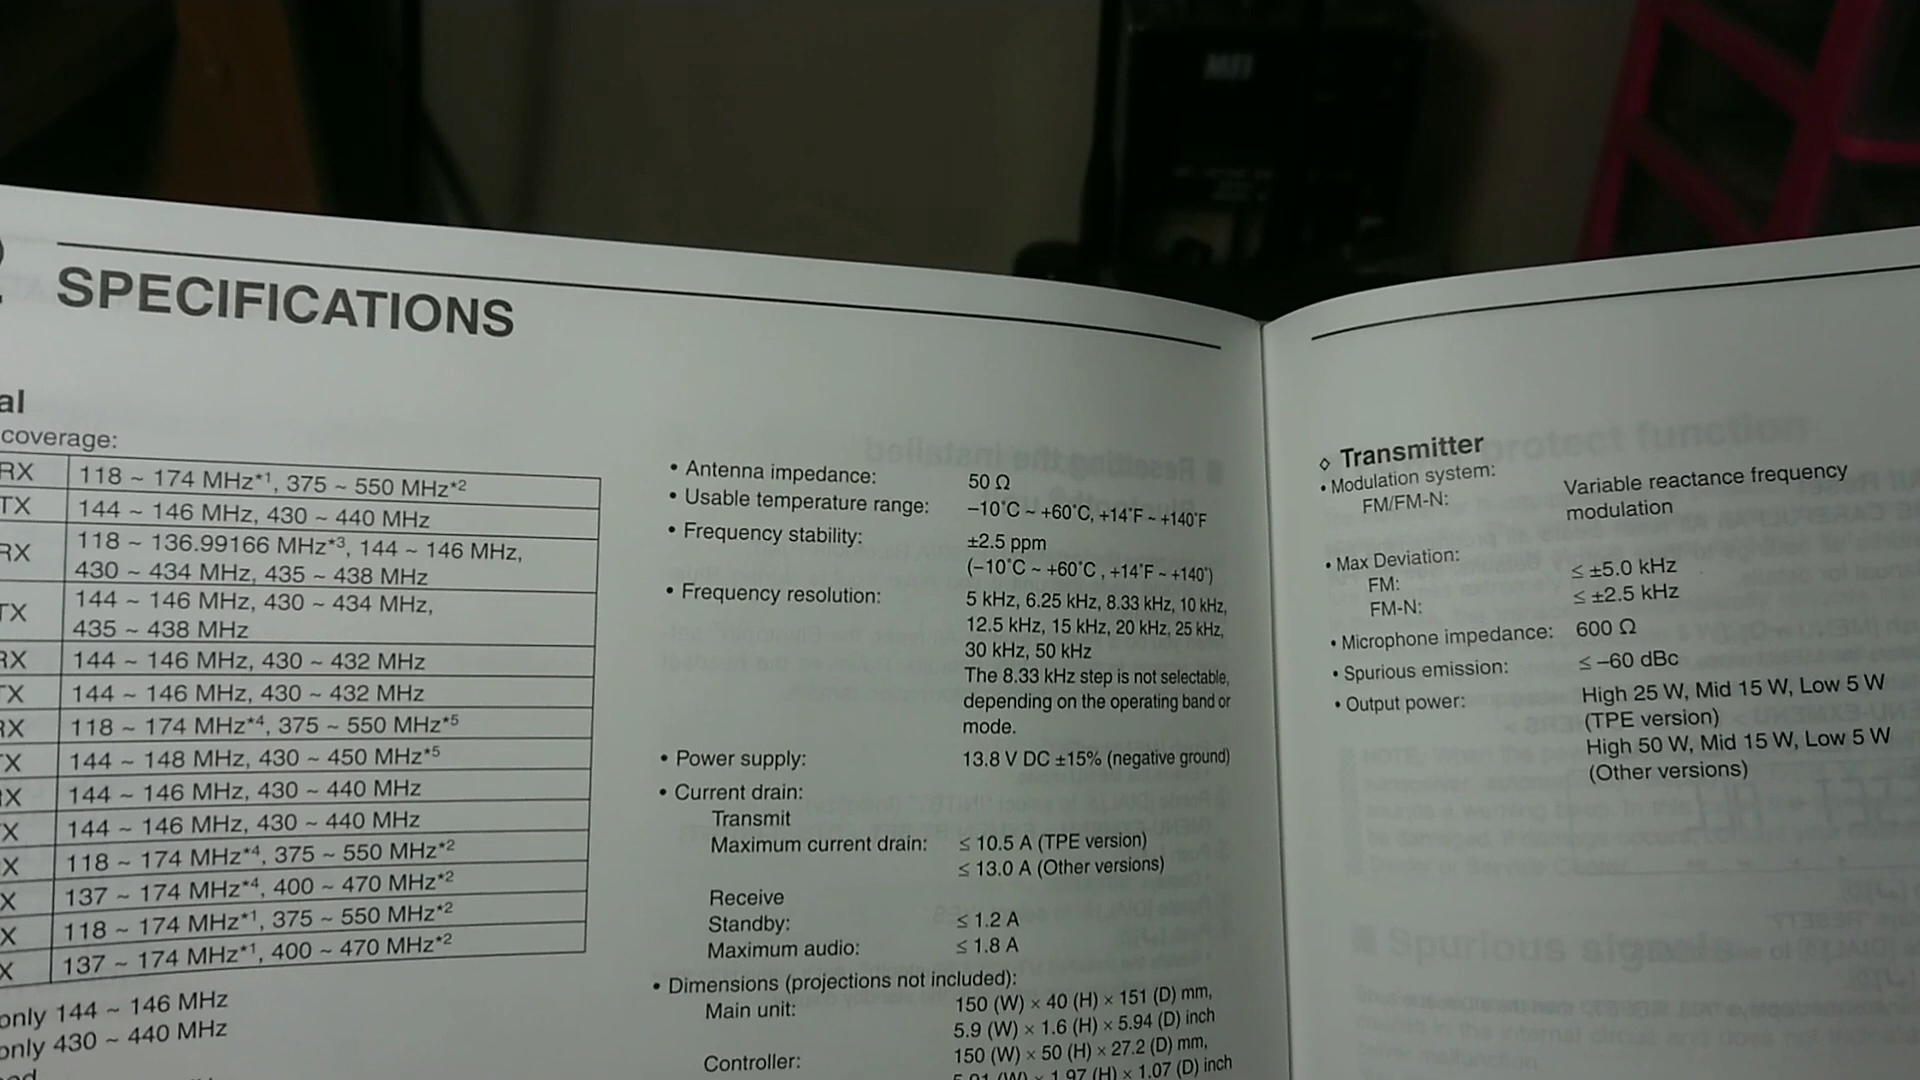 MFJ
SPECIFICATIONS
al
coverage:
RX 118 ~ 174 MHz*1, 375 ~ 550 MHz*2
TX 144 ~ 146 MHz, 430 ~ 440 MHz
RX 118 ~ 136.99166 MHz*3, 144 ~ 146 MHz,
430 ~ 434 MHz, 435 ~ 438 MHz
TX 144 ~ 146 MHz, 430 ~ 434 MHz,
435 ~ 438 MHz
RX 144 ~ 146 MHz, 430 ~ 432 MHz
TX 144 ~ 146 MHz, 430 ~ 432 MHz
RX 118 ~ 174 MHz*4, 375 ~ 550 MHz*5
TX 144 ~ 148 MHz, 430 ~ 450 MHz*5
RX 144 ~ 146 MHz, 430 ~ 440 MHz
X 144 ~ 146 MHz, 430 ~ 440 MHz
X 118 ~ 174 MHz*4, 375 ~ 550 MHz*2
X 137 ~ 174 MHz*4, 400 ~ 470 MHz*2
X 118 ~ 174 MHz*1, 375 ~ 550 MHz*2
X 137 ~ 174 MHz*1, 400 ~ 470 MHz*2
only 144 ~ 146 MHz
only 430 ~ 440 MHz
• Antenna impedance: 50 Ω
• Usable temperature range: –10˚C ~ +60˚C, +14˚F ~ +140˚F
• Frequency stability: ±2.5 ppm
(–10˚C ~ +60˚C , +14˚F ~ +140˚)
• Frequency resolution: 5 kHz, 6.25 kHz, 8.33 kHz, 10 kHz,
12.5 kHz, 15 kHz, 20 kHz, 25 kHz,
30 kHz, 50 kHz
The 8.33 kHz step is not selectable,
depending on the operating band or
mode.
• Power supply: 13.8 V DC ±15% (negative ground)
• Current drain:
Transmit
Maximum current drain: ≤ 10.5 A (TPE version)
≤ 13.0 A (Other versions)
Receive
Standby: ≤ 1.2 A
Maximum audio: ≤ 1.8 A
• Dimensions (projections not included):
Main unit: 150 (W) × 40 (H) × 151 (D) mm,
5.9 (W) × 1.6 (H) × 5.94 (D) inch
Controller: 150 (W) × 50 (H) × 27.2 (D) mm,
5.91 (W) × 1.97 (H) × 1.07 (D) inch
◇ Transmitter
• Modulation system:
FM/FM-N: Variable reactance frequency
modulation
• Max Deviation:
FM: ≤ ±5.0 kHz
FM-N: ≤ ±2.5 kHz
• Microphone impedance: 600 Ω
• Spurious emission: ≤ –60 dBc
• Output power: High 25 W, Mid 15 W, Low 5 W
(TPE version)
High 50 W, Mid 15 W, Low 5 W
(Other versions)